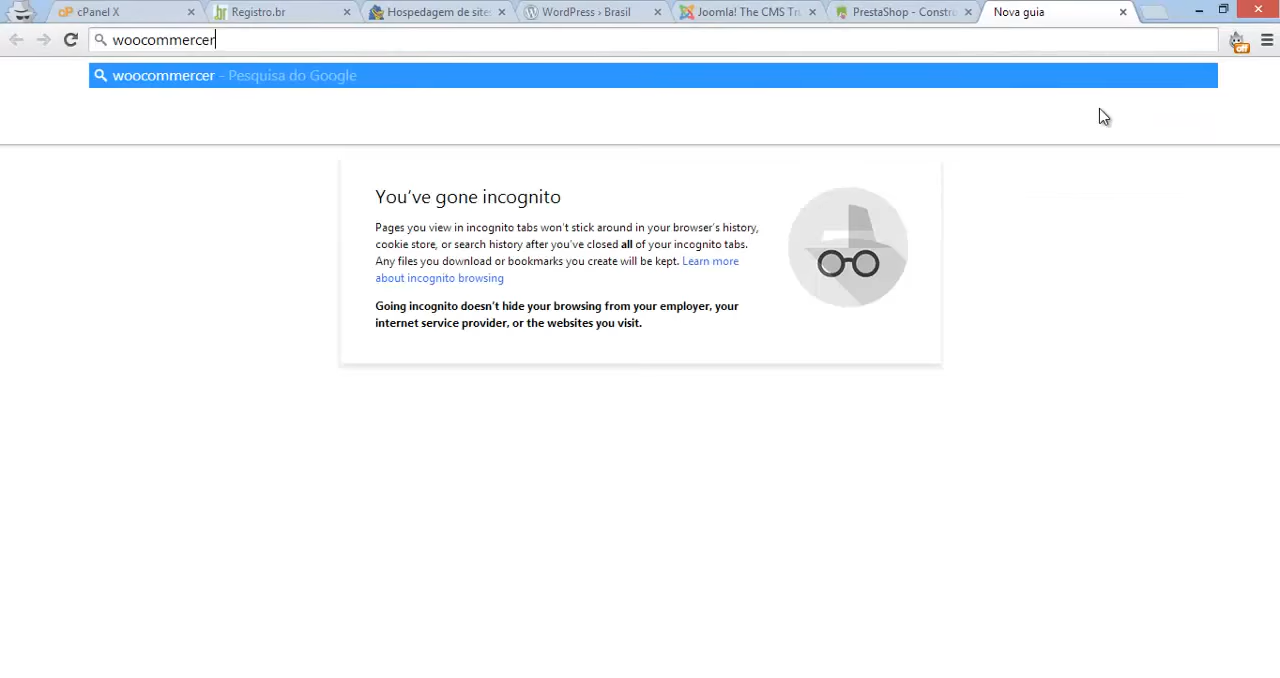 cPanel X
Registro.br
Hospedagem de sites
WordPress › Brasil
Joomla! The CMS Tru
PrestaShop - Constru
Nova guia
woocommercer
off
woocommercer - Pesquisa do Google
You've gone incognito
Pages you view in incognito tabs won't stick around in your browser's history,
cookie store, or search history after you've closed all of your incognito tabs.
Any files you download or bookmarks you create will be kept. Learn more
about incognito browsing
Going incognito doesn't hide your browsing from your employer, your
internet service provider, or the websites you visit.